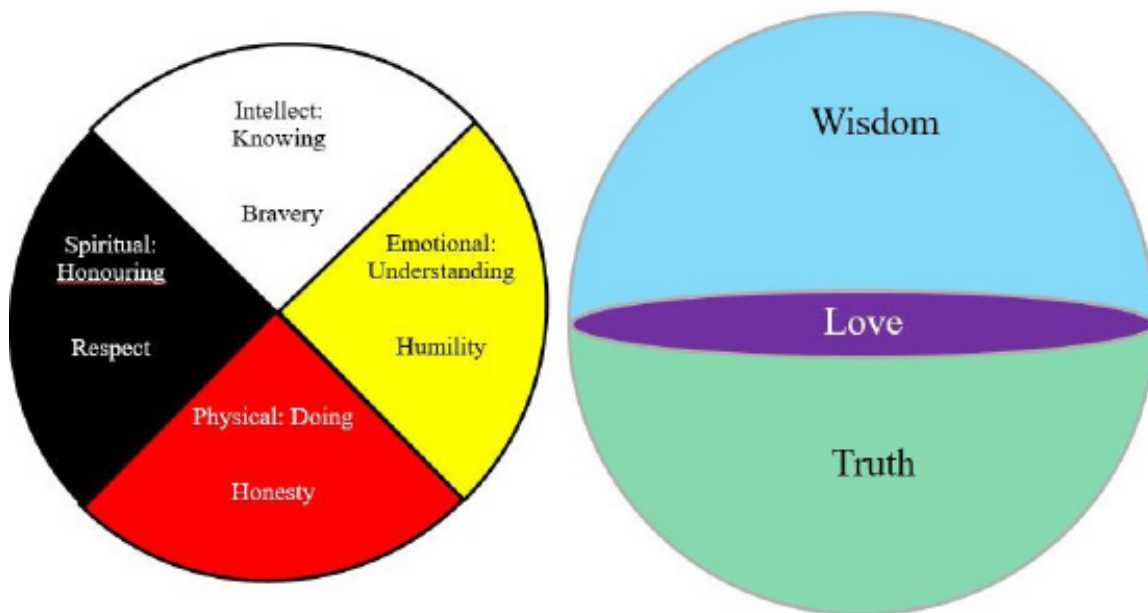 Intellect:
Knowing
Bravery
Spiritual:
Honouring
Respect
Emotional:
Understanding
Humility
Physical: Doing
Honesty
Wisdom
Love
Truth